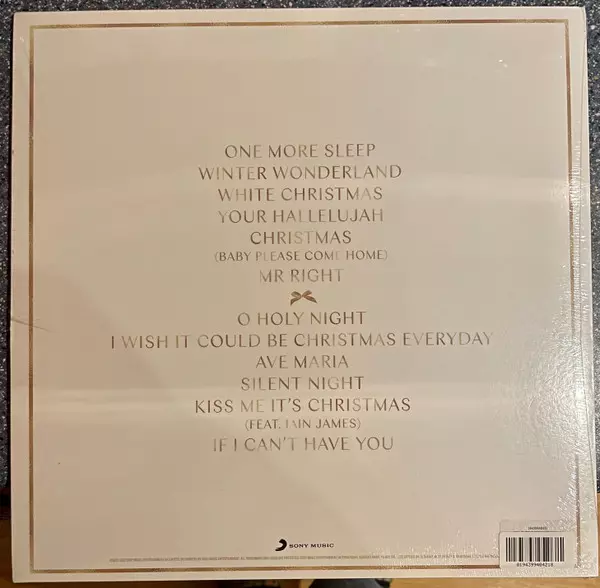 ONE MORE SLEEP
WINTER WONDERLAND
WHITE CHRISTMAS
YOUR HALLELUJAH
CHRISTMAS
(BABY PLEASE COME HOME)
MR RIGHT
O HOLY NIGHT
I WISH IT COULD BE CHRISTMAS EVERYDAY
AVE MARIA
SILENT NIGHT
KISS ME IT'S CHRISTMAS
(FEAT. IAIN JAMES)
IF I CAN'T HAVE YOU
SONY MUSIC